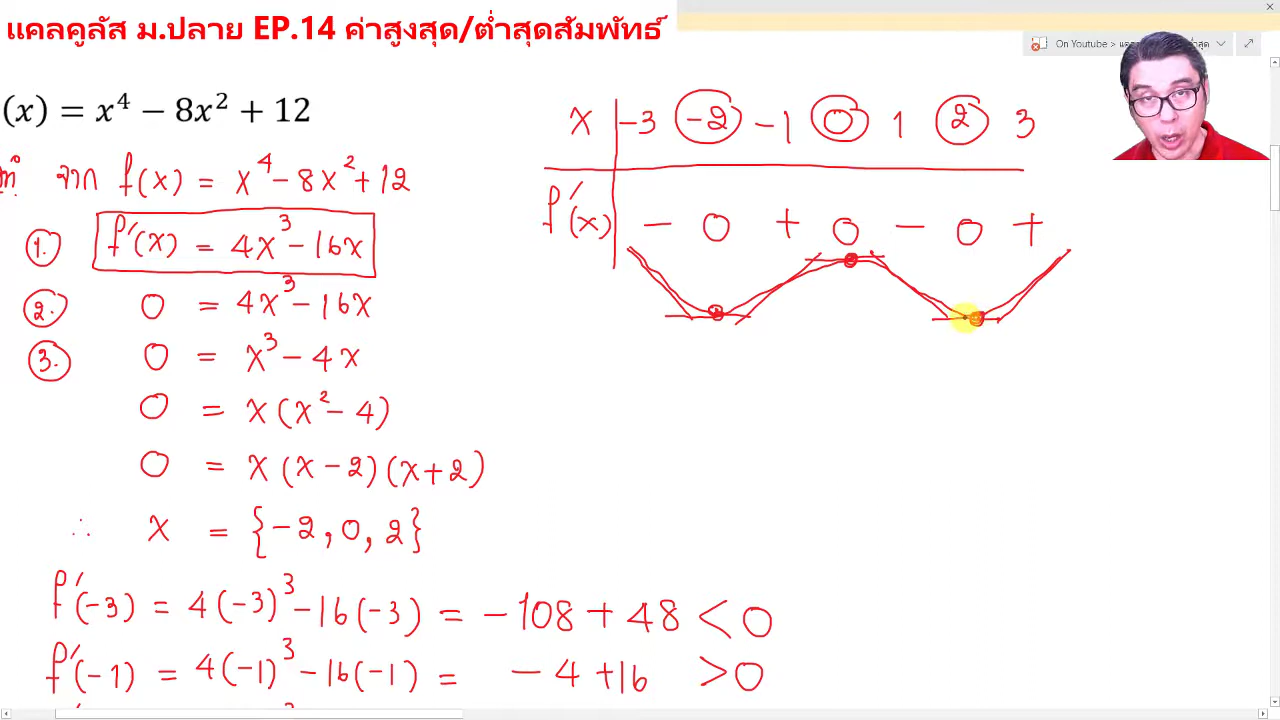 แคลคูลัส ม.ปลาย EP.14 ค่าสูงสุด/ต่ำสุดสัมพัทธ์
On Youtube > แคล
(x) = x⁴ − 8x² + 12
จาก f(x) = x⁴ − 8x² + 12
1. f′(x) = 4x³ − 16x
2. 0 = 4x³ − 16x
3. 0 = x³ − 4x
0 = x(x² − 4)
0 = x(x − 2)(x + 2)
∴ x = {−2, 0, 2}
f′(−3) = 4(−3)³ − 16(−3) = −108 + 48 < 0
f′(−1) = 4(−1)³ − 16(−1) = −4 + 16 > 0
x −3 −2 −1 0 1 2 3
f′(x) − 0 + 0 − 0 +